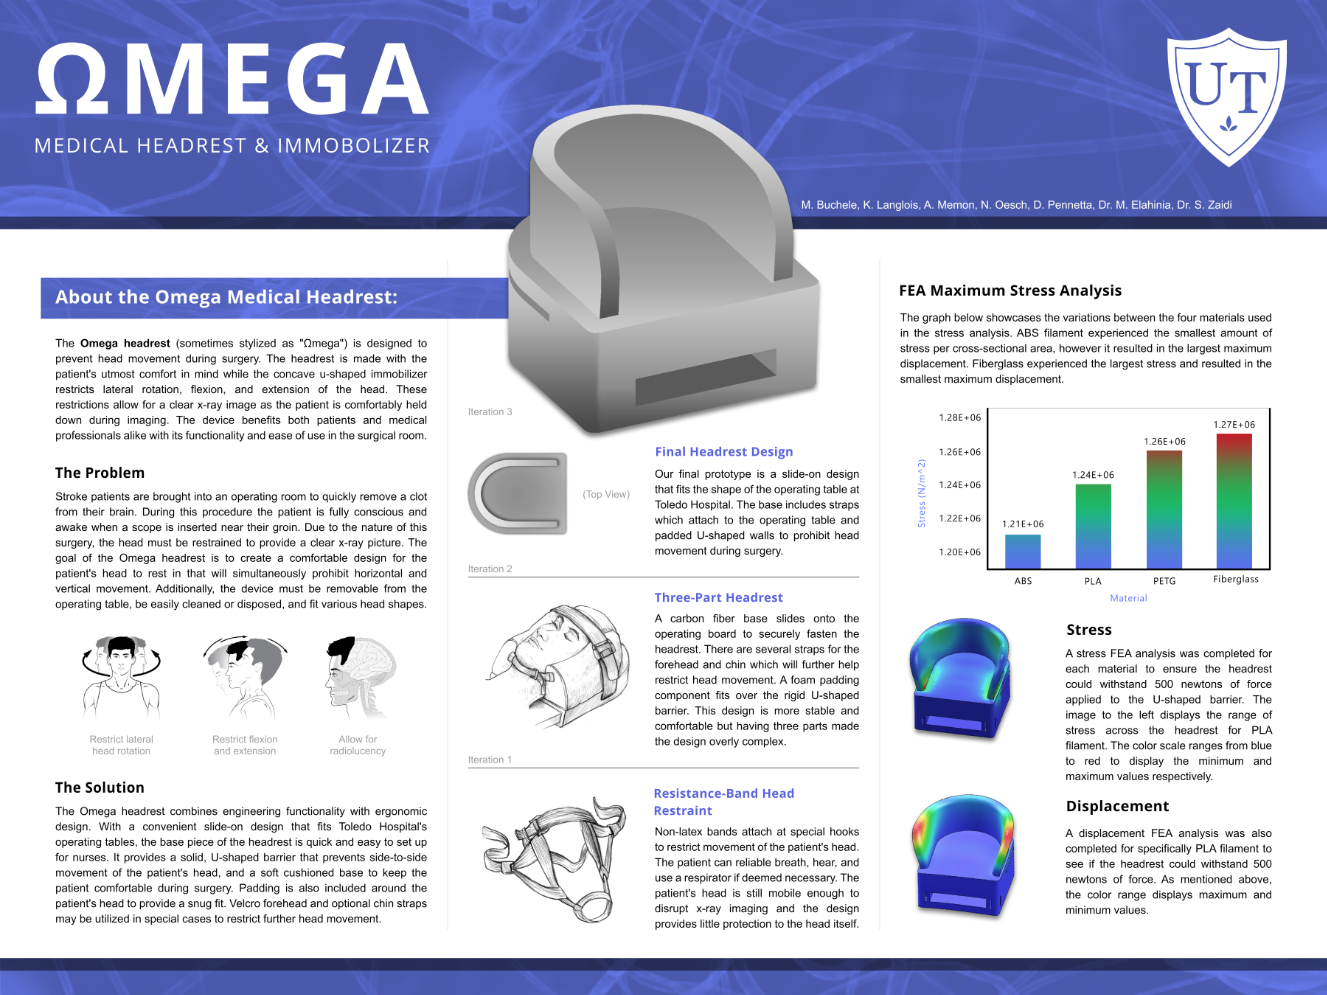 ΩMEGA
MEDICAL HEADREST & IMMOBOLIZER
UT
M. Buchele, K. Langlois, A. Memon, N. Oesch, D. Pennetta, Dr. M. Elahinia, Dr. S. Zaidi
About the Omega Medical Headrest:
The Omega headrest (sometimes stylized as "Ωmega") is designed to
prevent head movement during surgery. The headrest is made with the
patient's utmost comfort in mind while the concave u-shaped immobilizer
restricts lateral rotation, flexion, and extension of the head. These
restrictions allow for a clear x-ray image as the patient is comfortably held
down during imaging. The device benefits both patients and medical
professionals alike with its functionality and ease of use in the surgical room.
The Problem
Stroke patients are brought into an operating room to quickly remove a clot
from their brain. During this procedure the patient is fully conscious and
awake when a scope is inserted near their groin. Due to the nature of this
surgery, the head must be restrained to provide a clear x-ray picture. The
goal of the Omega headrest is to create a comfortable design for the
patient's head to rest in that will simultaneously prohibit horizontal and
vertical movement. Additionally, the device must be removable from the
operating table, be easily cleaned or disposed, and fit various head shapes.
Restrict lateral
head rotation
Restrict flexion
and extension
Allow for
radiolucency
The Solution
The Omega headrest combines engineering functionality with ergonomic
design. With a convenient slide-on design that fits Toledo Hospital's
operating tables, the base piece of the headrest is quick and easy to set up
for nurses. It provides a solid, U-shaped barrier that prevents side-to-side
movement of the patient's head, and a soft cushioned base to keep the
patient comfortable during surgery. Padding is also included around the
patient's head to provide a snug fit. Velcro forehead and optional chin straps
may be utilized in special cases to restrict further head movement.
Iteration 3
(Top View)
Final Headrest Design
Our final prototype is a slide-on design
that fits the shape of the operating table at
Toledo Hospital. The base includes straps
which attach to the operating table and
padded U-shaped walls to prohibit head
movement during surgery.
Iteration 2
Three-Part Headrest
A carbon fiber base slides onto the
operating board to securely fasten the
headrest. There are several straps for the
forehead and chin which will further help
restrict head movement. A foam padding
component fits over the rigid U-shaped
barrier. This design is more stable and
comfortable but having three parts made
the design overly complex.
Iteration 1
Resistance-Band Head
Restraint
Non-latex bands attach at special hooks
to restrict movement of the patient's head.
The patient can reliable breath, hear, and
use a respirator if deemed necessary. The
patient's head is still mobile enough to
disrupt x-ray imaging and the design
provides little protection to the head itself.
FEA Maximum Stress Analysis
The graph below showcases the variations between the four materials used
in the stress analysis. ABS filament experienced the smallest amount of
stress per cross-sectional area, however it resulted in the largest maximum
displacement. Fiberglass experienced the largest stress and resulted in the
smallest maximum displacement.
Stress (N/m^2)
1.28E+06
1.26E+06
1.24E+06
1.22E+06
1.20E+06
1.21E+06
1.24E+06
1.26E+06
1.27E+06
ABS
PLA
PETG
Fiberglass
Material
Stress
A stress FEA analysis was completed for
each material to ensure the headrest
could withstand 500 newtons of force
applied to the U-shaped barrier. The
image to the left displays the range of
stress across the headrest for PLA
filament. The color scale ranges from blue
to red to display the minimum and
maximum values respectively.
Displacement
A displacement FEA analysis was also
completed for specifically PLA filament to
see if the headrest could withstand 500
newtons of force. As mentioned above,
the color range displays maximum and
minimum values.